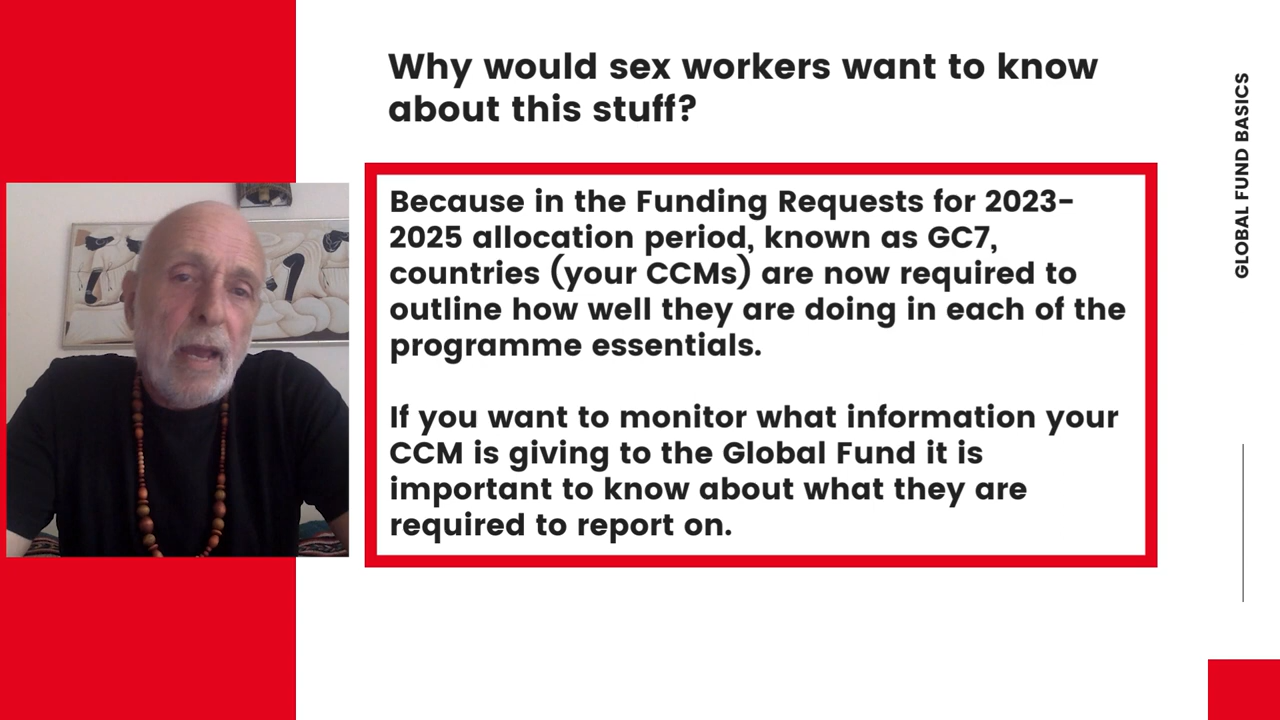 Why would sex workers want to know
about this stuff?
Because in the Funding Requests for 2023-
2025 allocation period, known as GC7,
countries (your CCMs) are now required to
outline how well they are doing in each of the
programme essentials.
If you want to monitor what information your
CCM is giving to the Global Fund it is
important to know about what they are
required to report on.
GLOBAL FUND BASICS